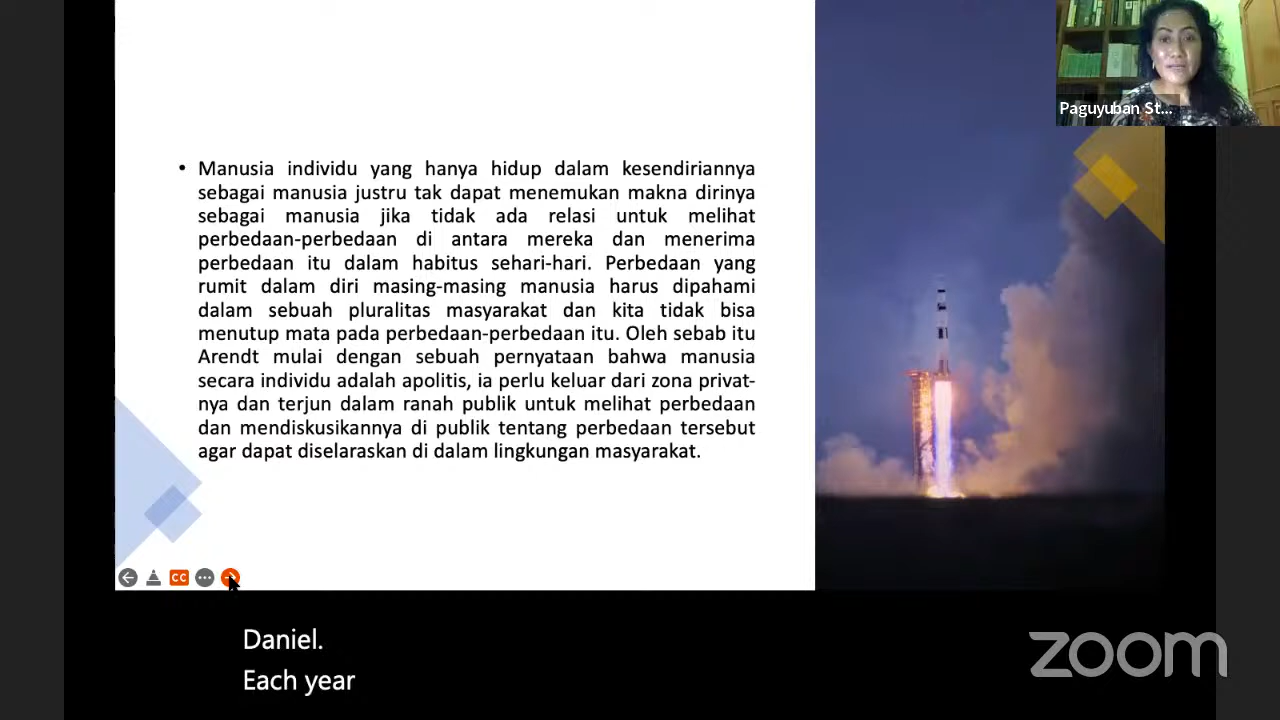 Paguyuban St...
• Manusia individu yang hanya hidup dalam kesendiriannya
sebagai manusia justru tak dapat menemukan makna dirinya
sebagai manusia jika tidak ada relasi untuk melihat
perbedaan-perbedaan di antara mereka dan menerima
perbedaan itu dalam habitus sehari-hari. Perbedaan yang
rumit dalam diri masing-masing manusia harus dipahami
dalam sebuah pluralitas masyarakat dan kita tidak bisa
menutup mata pada perbedaan-perbedaan itu. Oleh sebab itu
Arendt mulai dengan sebuah pernyataan bahwa manusia
secara individu adalah apolitis, ia perlu keluar dari zona privat-
nya dan terjun dalam ranah publik untuk melihat perbedaan
dan mendiskusikannya di publik tentang perbedaan tersebut
agar dapat diselaraskan di dalam lingkungan masyarakat.
CC
Daniel.
Each year
zoom